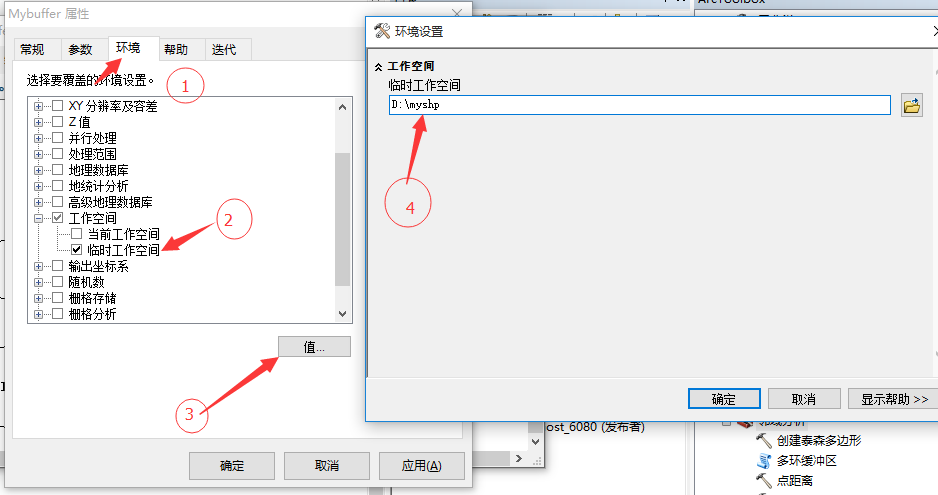 Mybuffer 属性
常规 参数 环境 帮助 迭代
选择要覆盖的环境设置。
1
XY 分辨率及容差
Z 值
并行处理
处理范围
地理数据库
地统计分析
高级地理数据库
工作空间
当前工作空间
临时工作空间
2
输出坐标系
随机数
栅格存储
栅格分析
值...
3
确定 取消 应用(A)
环境设置
工作空间
临时工作空间
D:\myshp
4
确定 取消 显示帮助 >>
ost_6080 (发布者)
创建泰森多边形
多环缓冲区
点距离